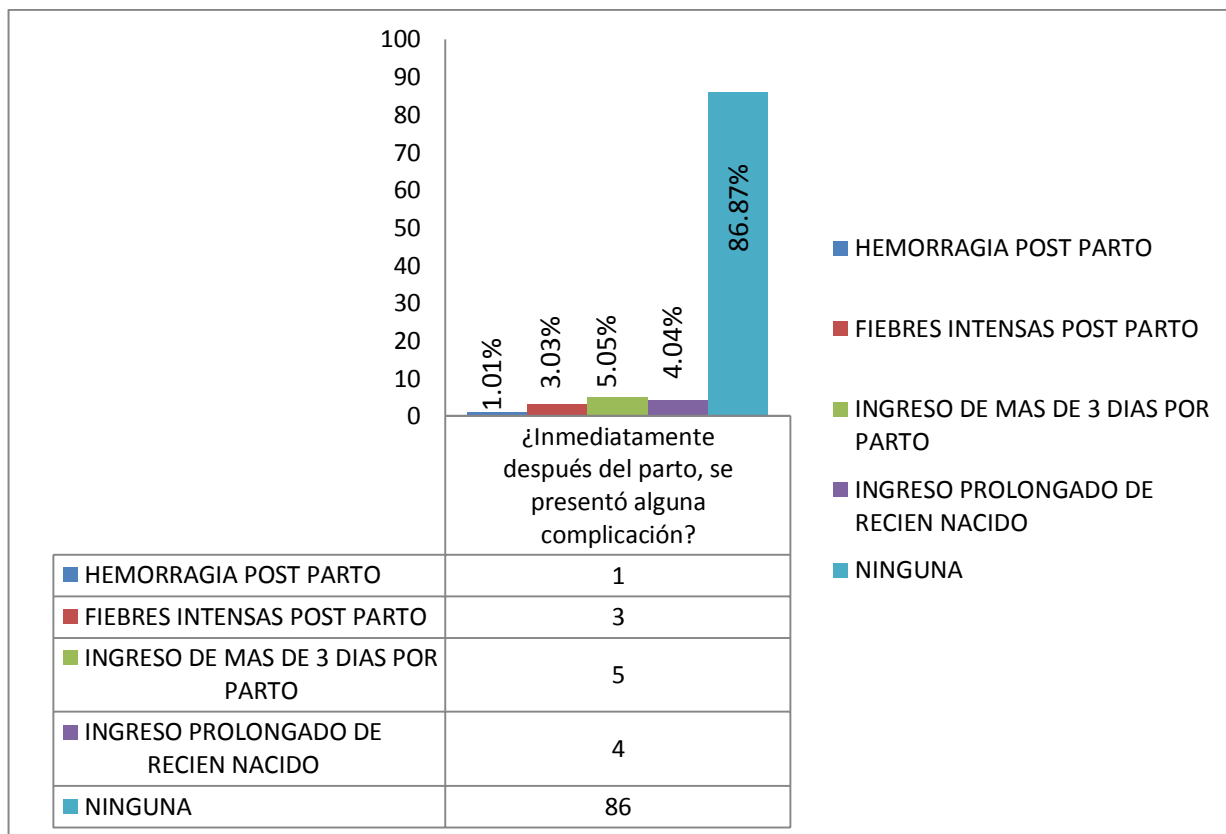 100
90
80
70
60
50
40
30
20
10
0
1.01%
3.03%
5.05%
4.04%
86.87%
¿Inmediatamente
después del parto, se
presentó alguna
complicación?
HEMORRAGIA POST PARTO
FIEBRES INTENSAS POST PARTO
INGRESO DE MAS DE 3 DIAS POR
PARTO
INGRESO PROLONGADO DE
RECIEN NACIDO
NINGUNA
HEMORRAGIA POST PARTO 1
FIEBRES INTENSAS POST PARTO 3
INGRESO DE MAS DE 3 DIAS POR
PARTO 5
INGRESO PROLONGADO DE
RECIEN NACIDO 4
NINGUNA 86